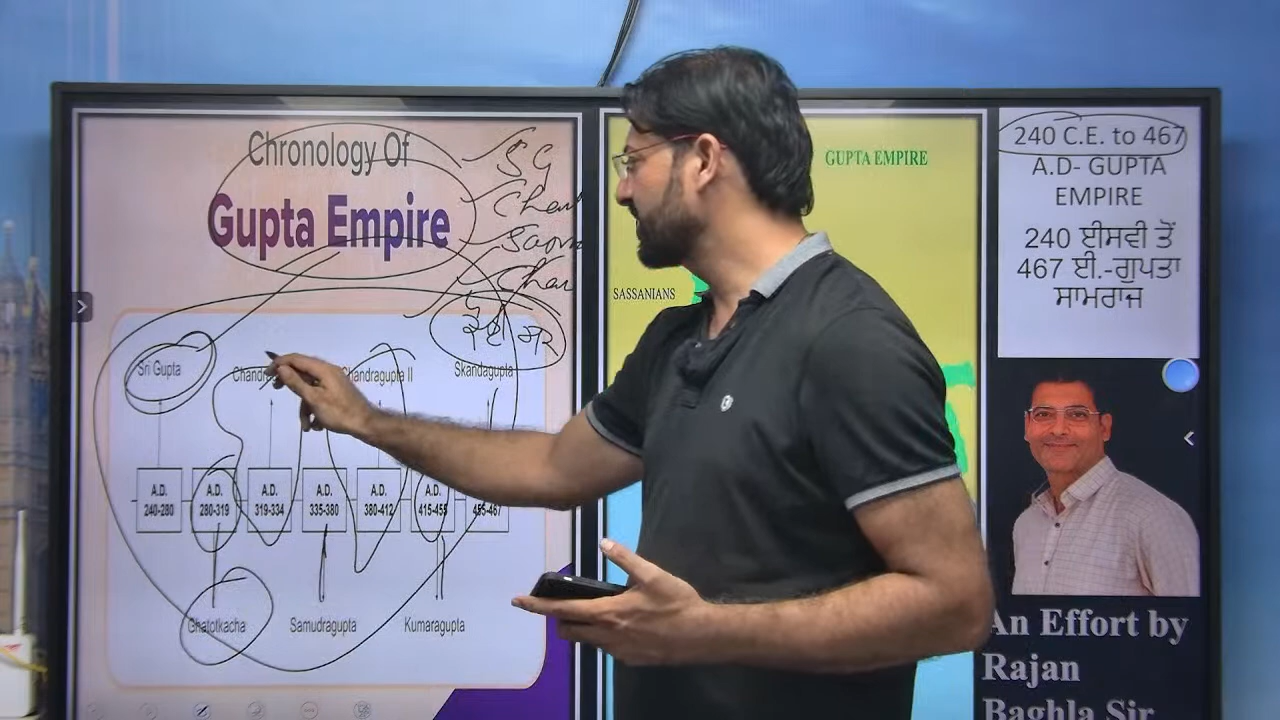 Chronology Of
Gupta Empire
S G
Sri Gupta
Chandragupta II
Skandagupta
A.D.
240-280
A.D.
280-319
A.D.
319-334
A.D.
335-380
A.D.
380-412
A.D.
415-455
455-467
Ghatotkacha
Samudragupta
Kumaragupta
GUPTA EMPIRE
SASSANIANS
240 C.E. to 467
A.D- GUPTA
EMPIRE
240 ਈਸਵੀ ਤੋਂ
467 ਈ.-ਗੁਪਤਾ
ਸਾਮਰਾਜ
An Effort by
Rajan
Baghla Sir